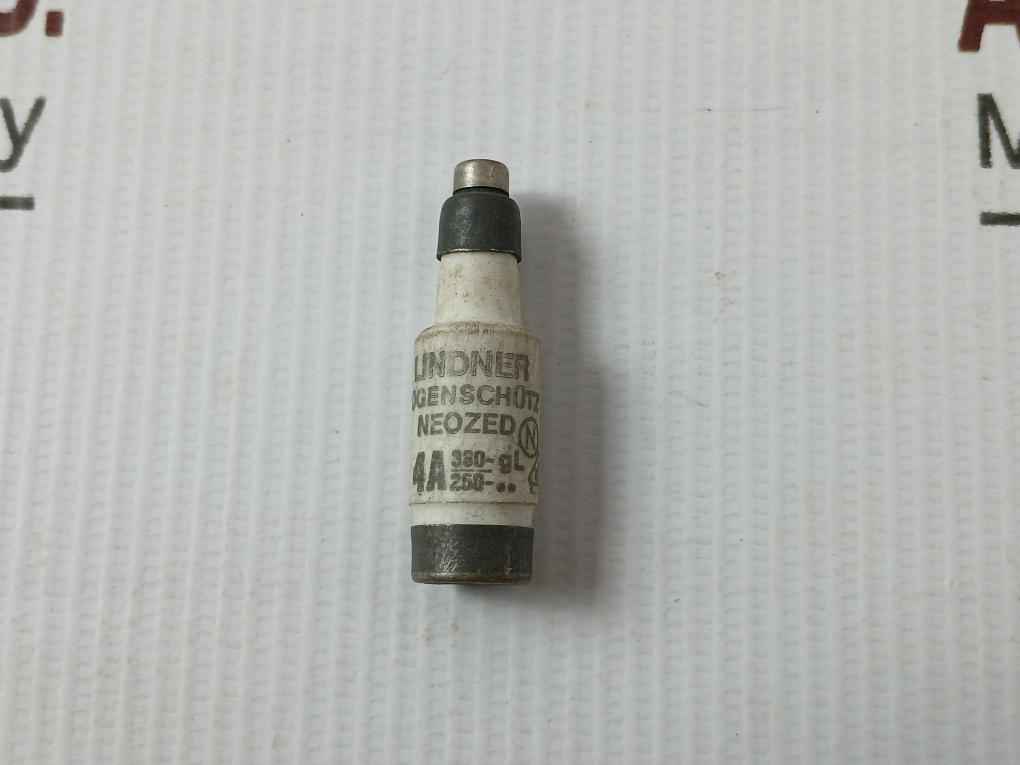 LINDNER
OGENSCHÜTZ
NEOZED N
4A 380~ gL
250-
y
M